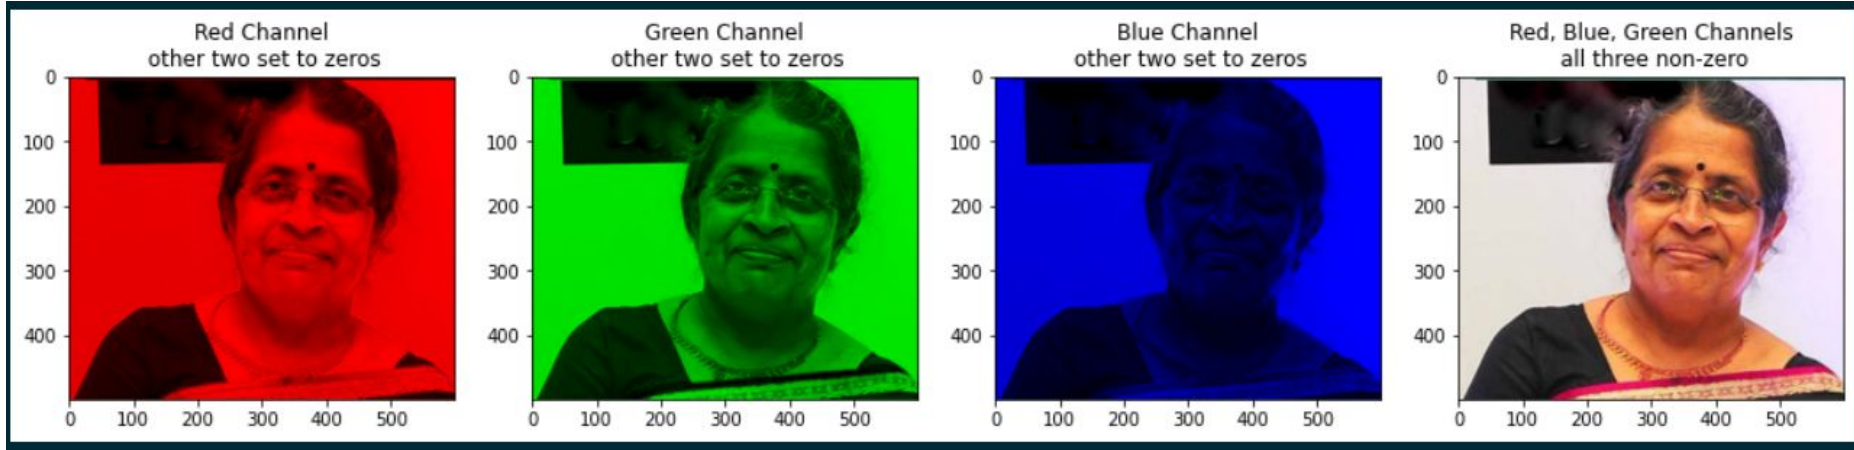 Red Channel
other two set to zeros
0
100
200
300
400
0 100 200 300 400 500
Green Channel
other two set to zeros
0
100
200
300
400
0 100 200 300 400 500
Blue Channel
other two set to zeros
0
100
200
300
400
0 100 200 300 400 500
Red, Blue, Green Channels
all three non-zero
0
100
200
300
400
0 100 200 300 400 500